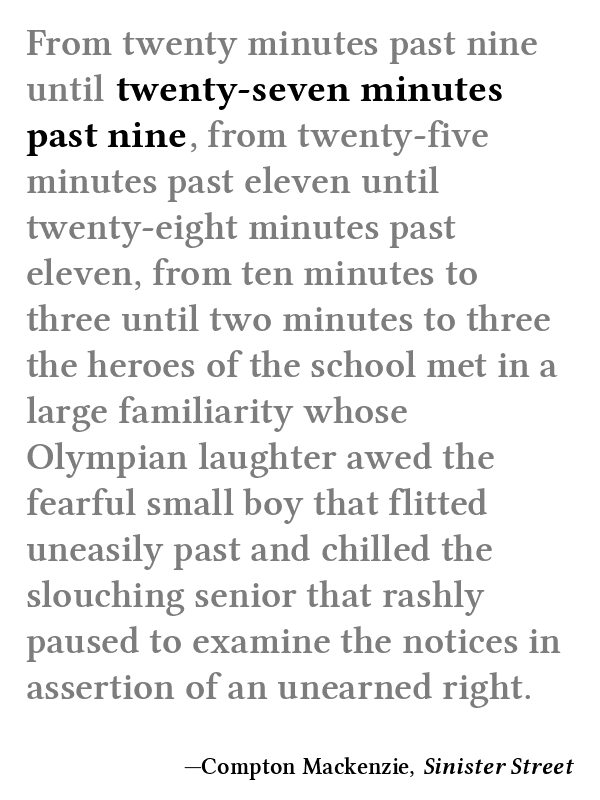 From twenty minutes past nine
until twenty-seven minutes
past nine, from twenty-five
minutes past eleven until
twenty-eight minutes past
eleven, from ten minutes to
three until two minutes to three
the heroes of the school met in a
large familiarity whose
Olympian laughter awed the
fearful small boy that flitted
uneasily past and chilled the
slouching senior that rashly
paused to examine the notices in
assertion of an unearned right.
—Compton Mackenzie, Sinister Street